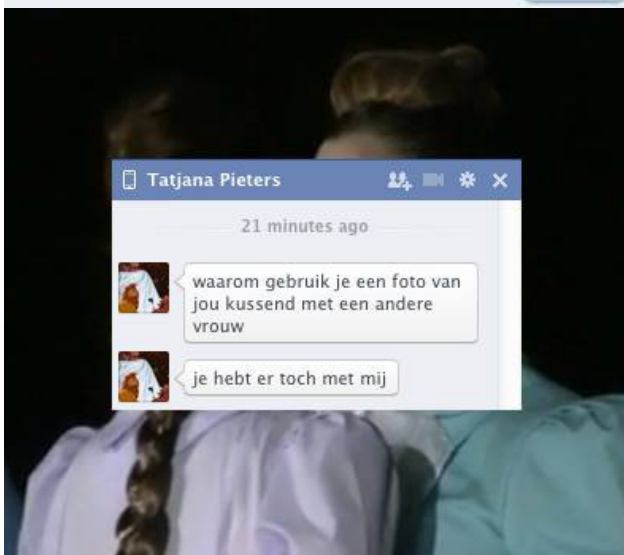 Tatjana Pieters
21 minutes ago
waarom gebruik je een foto van
jou kussend met een andere
vrouw
je hebt er toch met mij